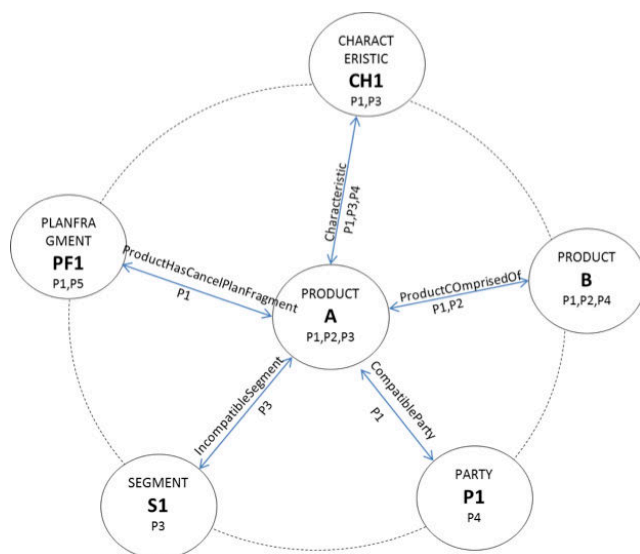 CHARACT
ERISTIC
CH1
P1,P3
Characteristic
P1,P3,P4
PLANFRA
GMENT
PF1
P1,P5
ProductHasCancelPlanFragment
P1
PRODUCT
A
P1,P2,P3
ProductCOmprisedOf
P1,P2
PRODUCT
B
P1,P2,P4
IncompatibleSegment
P3
CompatibleParty
P1
SEGMENT
S1
P3
PARTY
P1
P4